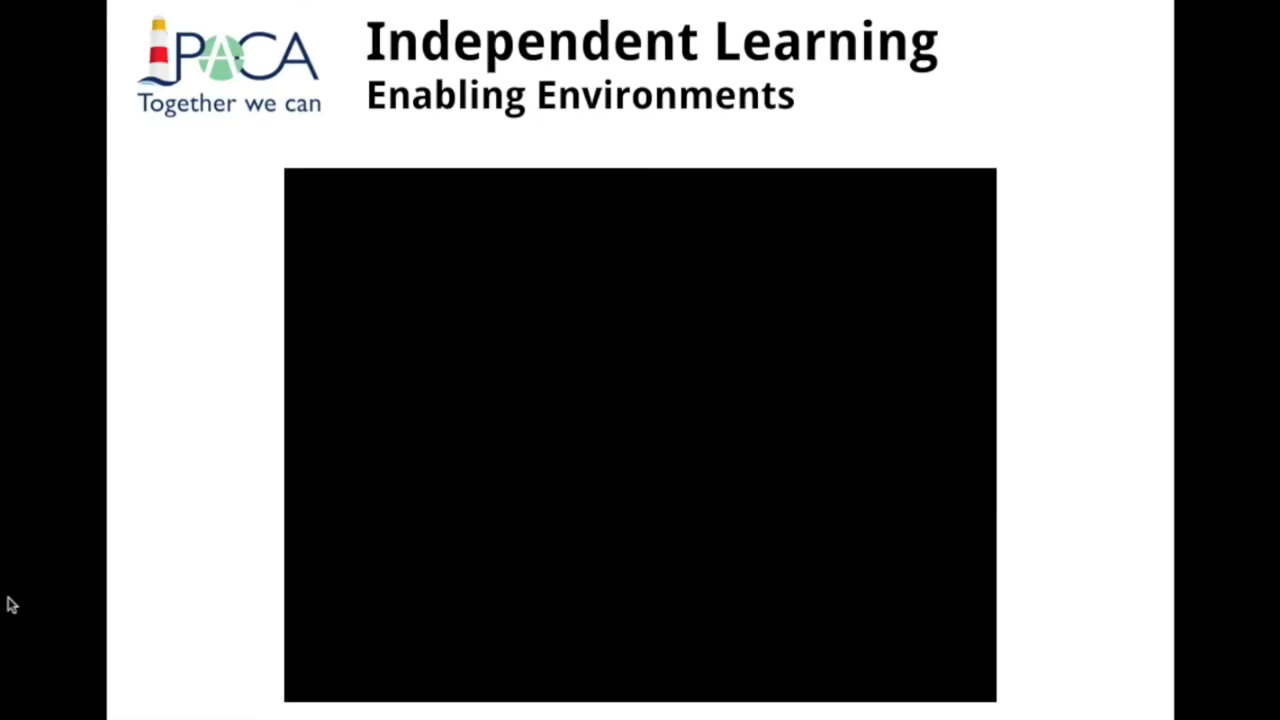 PACA
Together we can
Independent Learning
Enabling Environments